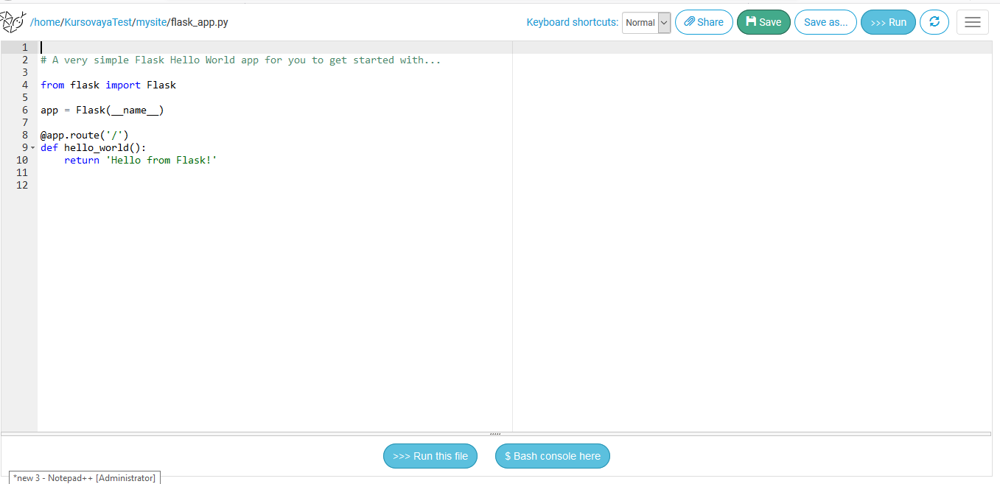 /home/KursovayaTest/mysite/flask_app.py Keyboard shortcuts: Normal Share Save Save as... >>> Run
1
2 # A very simple Flask Hello World app for you to get started with...
3
4 from flask import Flask
5
6 app = Flask(__name__)
7
8 @app.route('/')
9 def hello_world():
10 return 'Hello from Flask!'
11
12
>>> Run this file $ Bash console here
*new 3 - Notepad++ [Administrator]